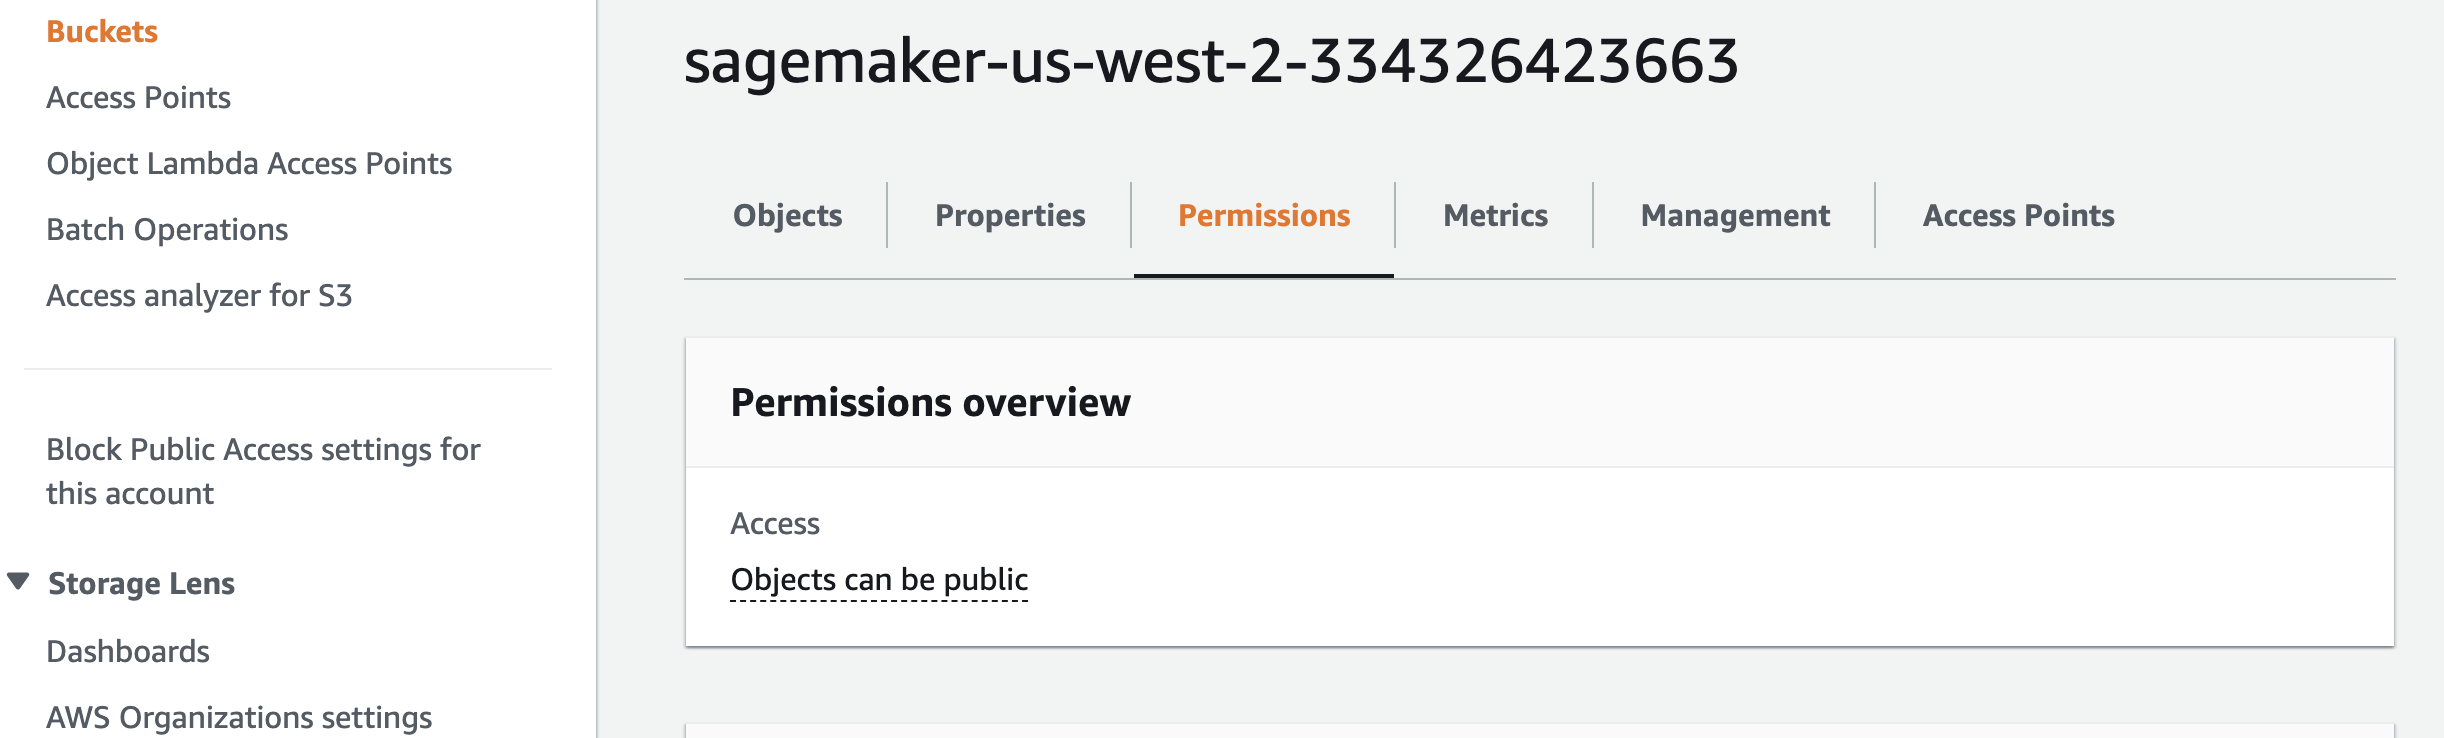 Buckets
Access Points
Object Lambda Access Points
Batch Operations
Access analyzer for S3
Block Public Access settings for
this account
Storage Lens
Dashboards
AWS Organizations settings
sagemaker-us-west-2-334326423663
Objects
Properties
Permissions
Metrics
Management
Access Points
Permissions overview
Access
Objects can be public